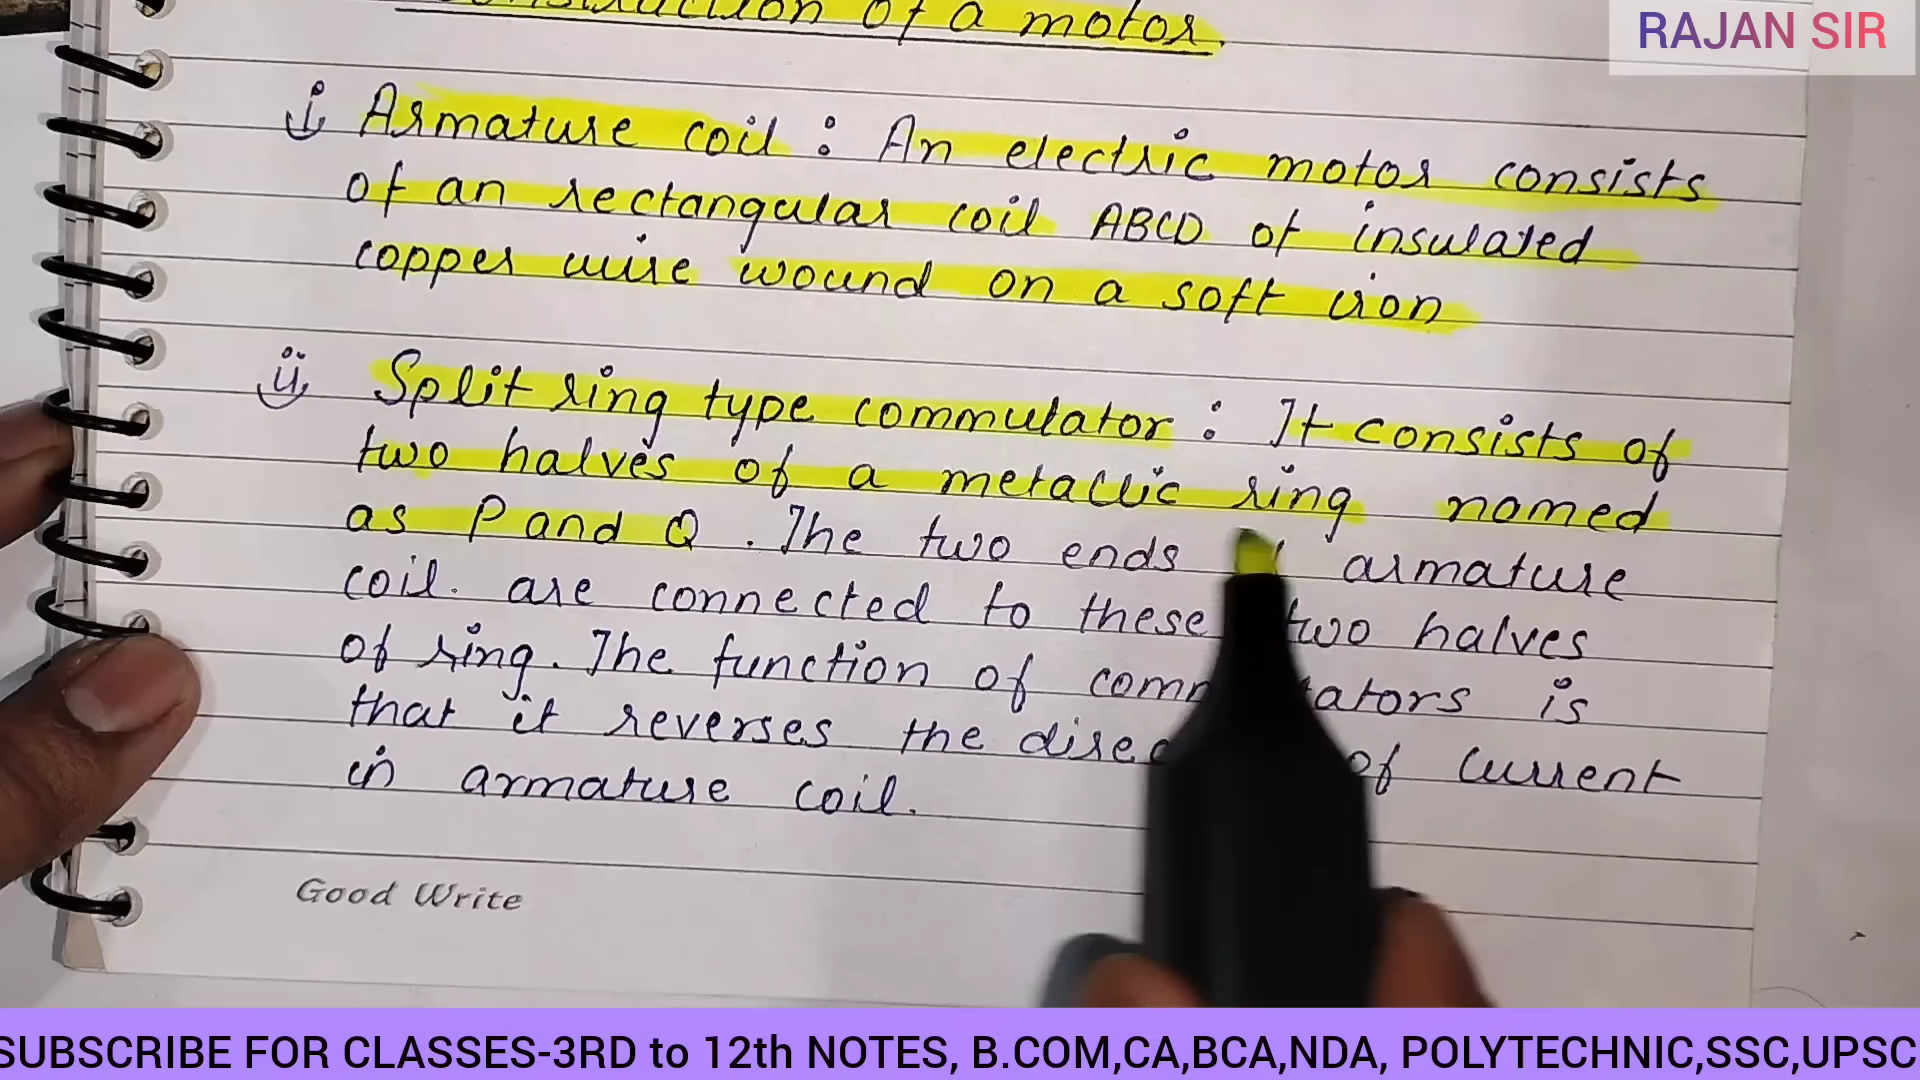 of a motor.
RAJAN SIR
i Armature coil : An electric motor consists
of an rectangular coil ABCD of insulated
copper wire wound on a soft iron
ii Split ring type commutator : It consists of
two halves of a metallic ring named
as P and Q. The two ends armature
coil. are connected to these two halves
of ring. The function of is
that it reverses the of current
in armature coil.
Good Write
SUBSCRIBE FOR CLASSES-3RD to 12th NOTES, B.COM,CA,BCA,NDA, POLYTECHNIC,SSC,UPSC